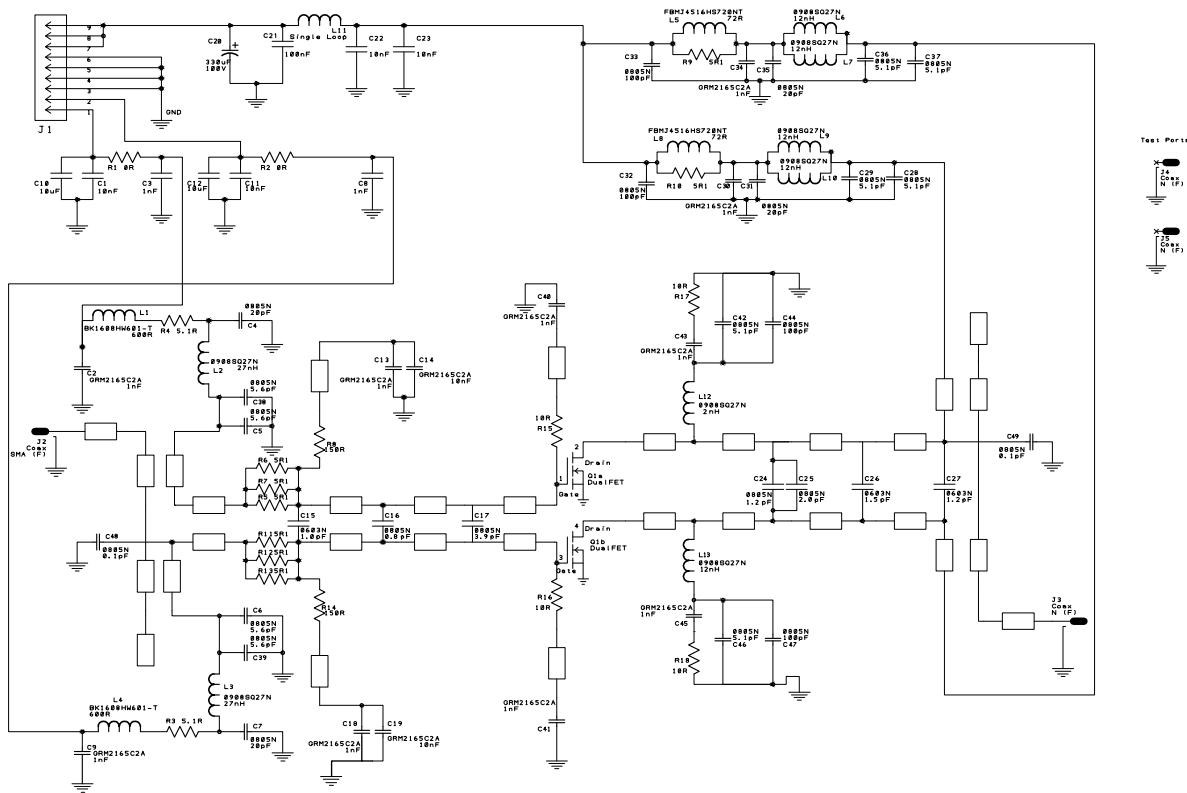 J1
9
8
7
6
5
4
3
2
1
GND
C20
330uF
100V
C21
100nF
L11
Single Loop
C22
10nF
C23
10nF
FBMJ4516HS720NT
L5
72R
R9
5R1
C33
0805N
100pF
C34
C35
GRM2165C2A
1nF
0805N
20pF
0908SQ27N
12nH
L6
0908SQ27N
12nH
L7
C36
0805N
5.1pF
C37
0805N
5.1pF
FBMJ4516HS720NT
L8
72R
R10
5R1
C32
0805N
100pF
C30
C31
GRM2165C2A
1nF
0805N
20pF
0908SQ27N
12nH
L9
0908SQ27N
12nH
L10
C29
0805N
5.1pF
C28
0805N
5.1pF
Test Ports
J4
Coax
N (F)
J5
Coax
N (F)
R1 0R
C10
10uF
C1
10nF
C3
1nF
R2 0R
C12
10uF
C11
10nF
C8
1nF
L1
BK1608HW601-T
600R
R4 5.1R
0805N
20pF
C4
C2
GRM2165C2A
1nF
0908SQ27N
27nH
L2
0805N
5.6pF
C38
0805N
5.6pF
C5
J2
Coax
SMA (F)
C13
GRM2165C2A
1nF
C14
GRM2165C2A
10nF
R8
150R
R6 5R1
R7 5R1
R5 5R1
C15
0603N
1.0pF
C16
0805N
0.8pF
C17
0805N
3.9pF
R11 5R1
R12 5R1
R13 5R1
C48
0805N
0.1pF
R14
150R
C40
GRM2165C2A
1nF
10R
R15
2
1
Drain
Q1a
DualFET
Gate
4
3
Drain
Q1b
DualFET
Gate
R16
10R
GRM2165C2A
1nF
C41
10R
R17
C43
GRM2165C2A
1nF
C42
0805N
5.1pF
C44
0805N
100pF
L12
0908SQ27N
2nH
C24
0805N
1.2pF
C25
0805N
2.0pF
C26
0603N
1.5pF
C27
0603N
1.2pF
C49
0805N
0.1pF
L13
0908SQ27N
12nH
GRM2165C2A
1nF
C45
R18
10R
0805N
5.1pF
C46
0805N
100pF
C47
J3
Coax
N (F)
C6
0805N
5.6pF
0805N
5.6pF
C39
L3
0908SQ27N
27nH
L4
BK1608HW601-T
600R
R3 5.1R
C7
0805N
20pF
C9
GRM2165C2A
1nF
C18
GRM2165C2A
1nF
C19
GRM2165C2A
10nF